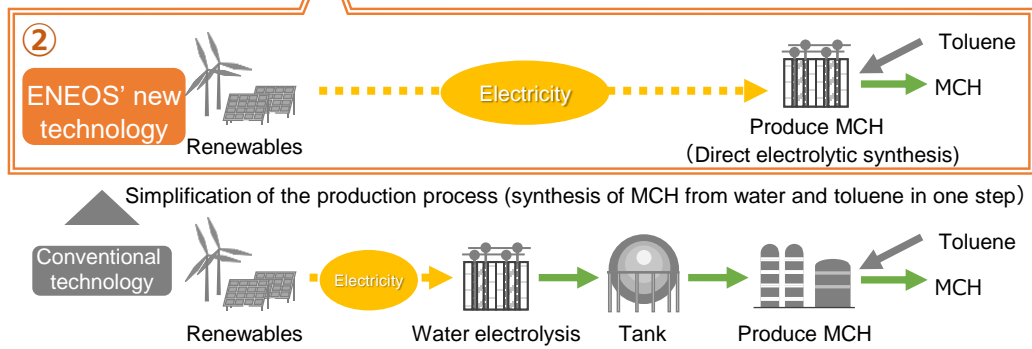 ②
ENEOS’ new
technology
Renewables
Electricity
Toluene
MCH
Produce MCH
(Direct electrolytic synthesis)
Simplification of the production process (synthesis of MCH from water and toluene in one step)
Conventional
technology
Renewables
Electricity
Water electrolysis
Tank
Produce MCH
Toluene
MCH